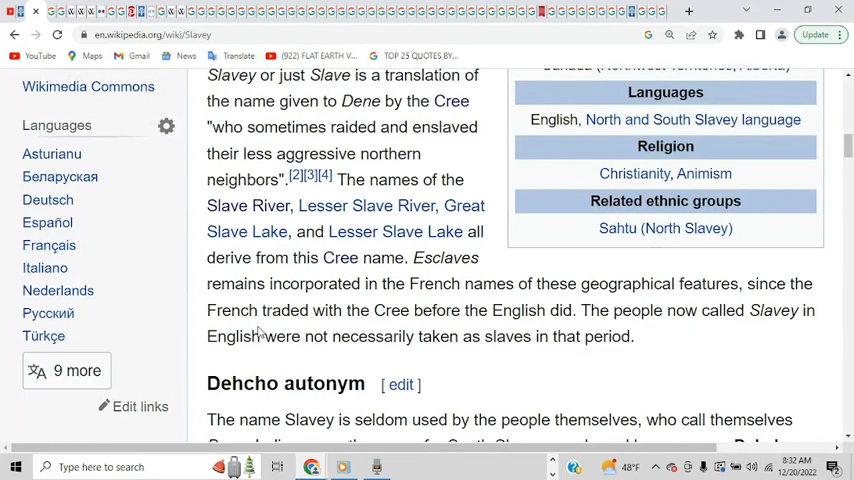 en.wikipedia.org/wiki/Slavey
Update
YouTube
Maps
Gmail
News
Translate
(922) FLAT EARTH V...
TOP 25 QUOTES BY...
Wikimedia Commons
Languages
Asturianu
Беларуская
Deutsch
Español
Français
Italiano
Nederlands
Русский
Türkçe
9 more
Edit links
Slavey or just Slave is a translation of
the name given to Dene by the Cree
"who sometimes raided and enslaved
their less aggressive northern
neighbors".[2][3][4] The names of the
Slave River, Lesser Slave River, Great
Slave Lake, and Lesser Slave Lake all
derive from this Cree name. Esclaves
remains incorporated in the French names of these geographical features, since the
French traded with the Cree before the English did. The people now called Slavey in
English were not necessarily taken as slaves in that period.
Dehcho autonym [ edit ]
The name Slavey is seldom used by the people themselves, who call themselves
Languages
English, North and South Slavey language
Religion
Christianity, Animism
Related ethnic groups
Sahtu (North Slavey)
Type here to search
48°F
8:32 AM
12/20/2022